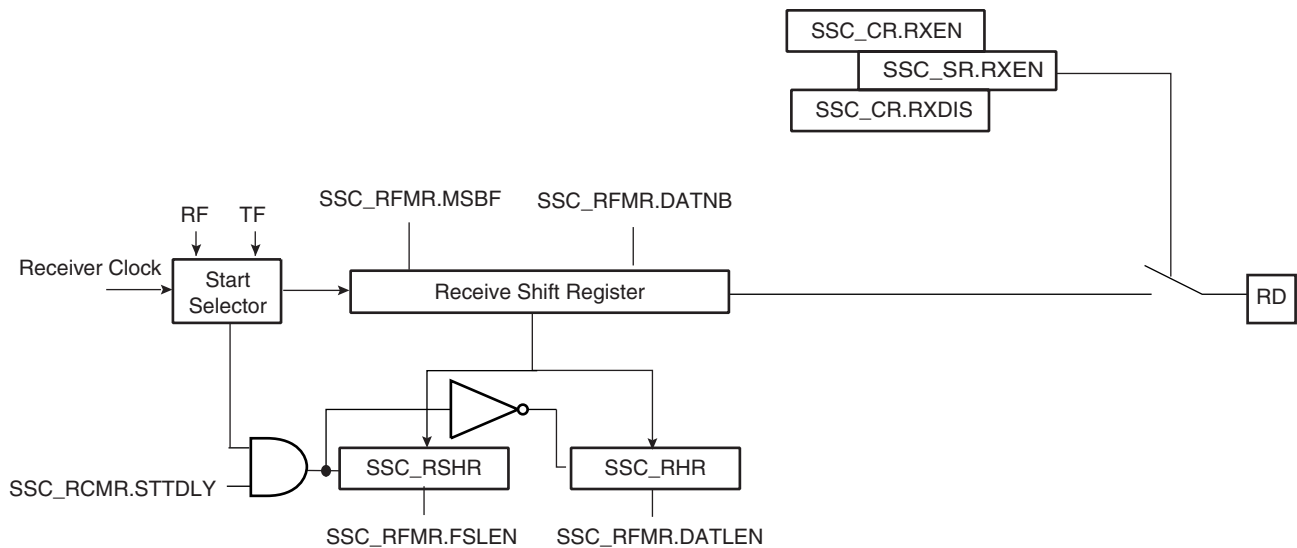 SSC_CR.RXEN
SSC_SR.RXEN
SSC_CR.RXDIS
SSC_RFMR.MSBF
SSC_RFMR.DATNB
RF
TF
Receiver Clock
Start
Selector
Receive Shift Register
RD
SSC_RSHR
SSC_RHR
SSC_RCMR.STTDLY
SSC_RFMR.FSLEN
SSC_RFMR.DATLEN